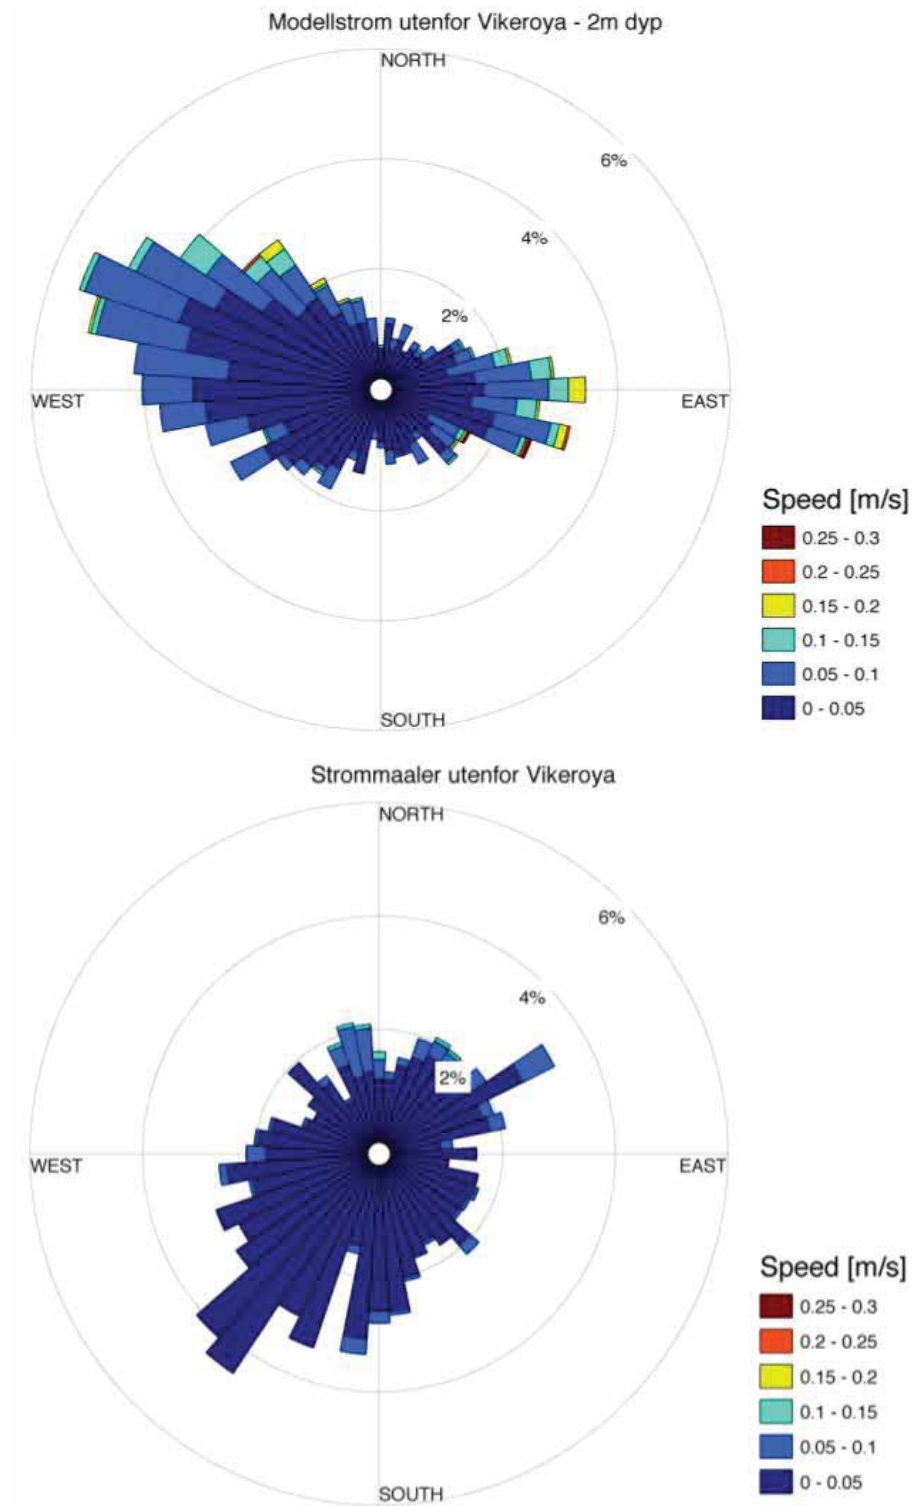 Modellstrom utenfor Vikeroya - 2m dyp
NORTH
6%
4%
2%
WEST
EAST
SOUTH
Speed [m/s]
0.25 - 0.3
0.2 - 0.25
0.15 - 0.2
0.1 - 0.15
0.05 - 0.1
0 - 0.05
Strommaaler utenfor Vikeroya
NORTH
6%
4%
2%
WEST
EAST
SOUTH
Speed [m/s]
0.25 - 0.3
0.2 - 0.25
0.15 - 0.2
0.1 - 0.15
0.05 - 0.1
0 - 0.05